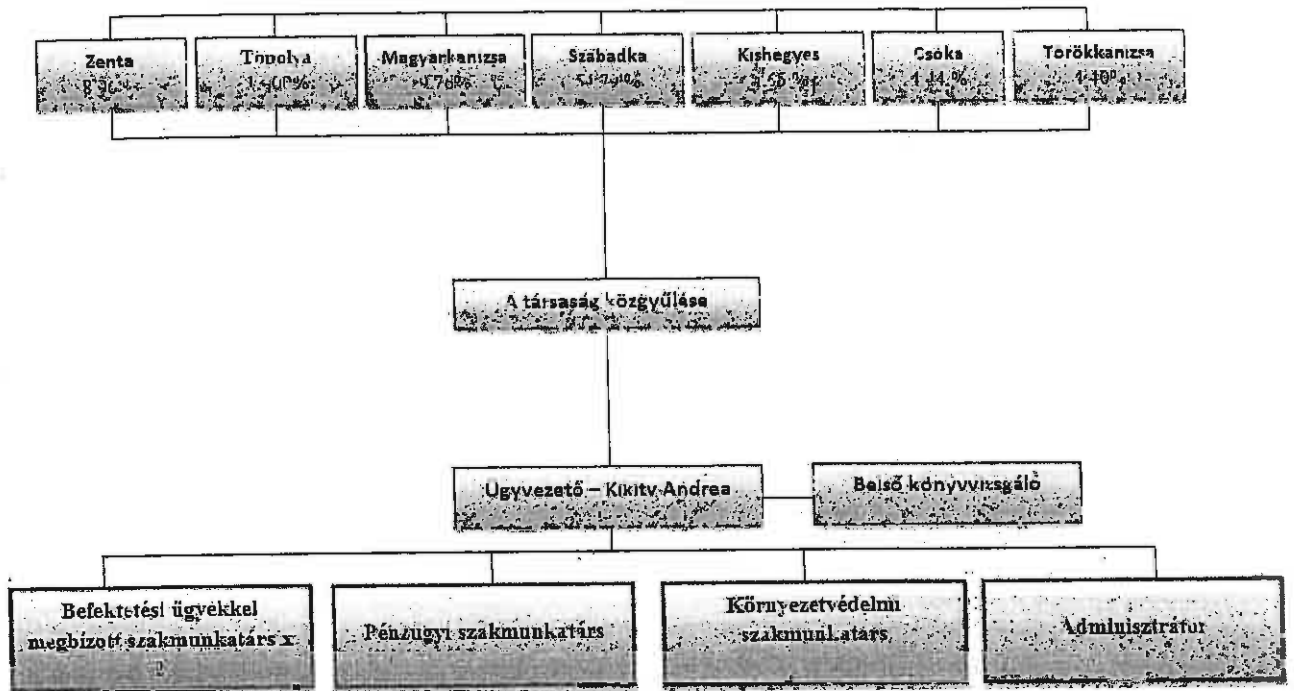 Zenta
Topolya
Magyarkanizsa
Szabadka
Kishegyes
Csóka
Törökkanizsa
A társaság közgyűlése
Ügyvezető – Kikity Andrea
Belső könyvvizsgáló
Befektetési ügyekkel
megbízott szakmunkatárs x
Pénzügyi szakmunkatárs
Környezetvédelmi
szakmunkatárs
Adminisztrátor